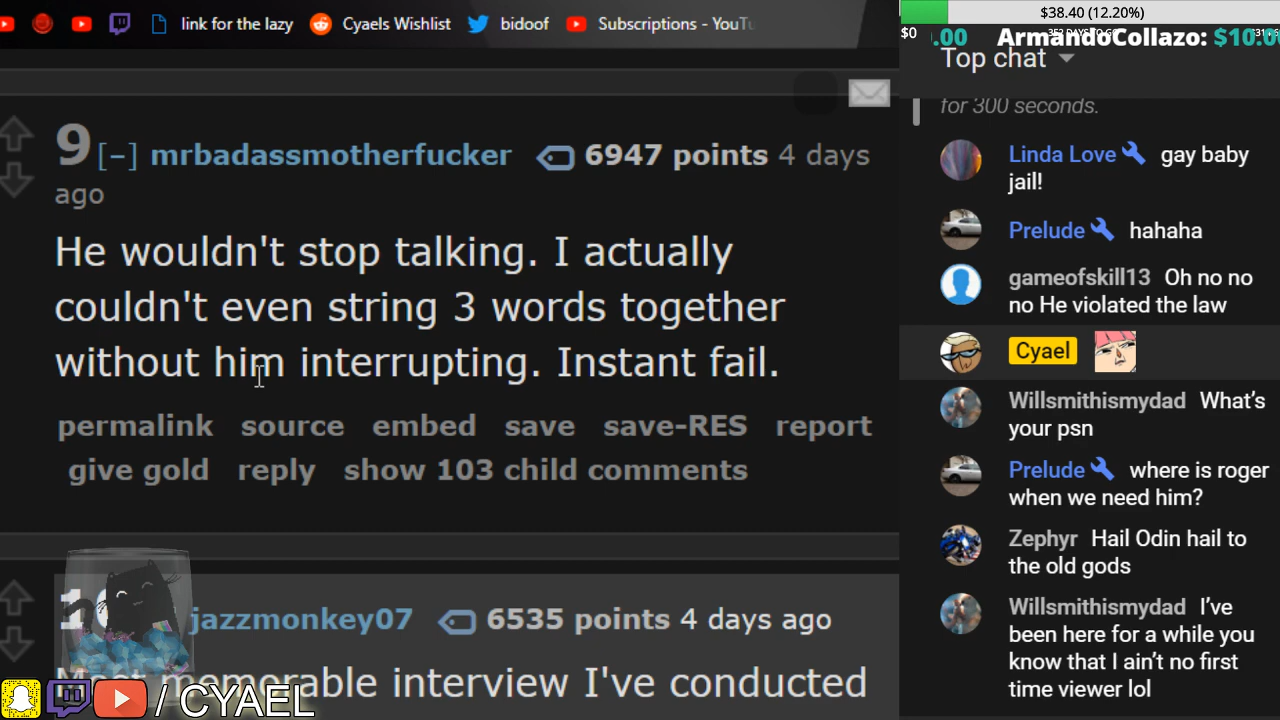 link for the lazy
Cyaels Wishlist
bidoof
Subscriptions - YouTu
$38.40 (12.20%)
$0
.00 ArmandoCollazo: $10.0
Top chat
for 300 seconds.
9 [–] mrbadassmotherfucker 6947 points 4 days
ago
He wouldn't stop talking. I actually
couldn't even string 3 words together
without him interrupting. Instant fail.
permalink source embed save save-RES report
give gold reply show 103 child comments
jazzmonkey07 6535 points 4 days ago
Most memorable interview I've conducted
/ CYAEL
Linda Love gay baby
jail!
Prelude hahaha
gameofskill13 Oh no no
no He violated the law
Cyael
Willsmithismydad What's
your psn
Prelude where is roger
when we need him?
Zephyr Hail Odin hail to
the old gods
Willsmithismydad I've
been here for a while you
know that I ain't no first
time viewer lol